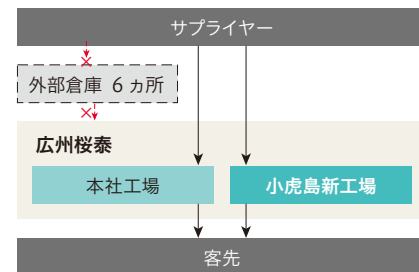 サプライヤー
外部倉庫 6 ヵ所
広州桜泰
本社工場
小虎島新工場
客先